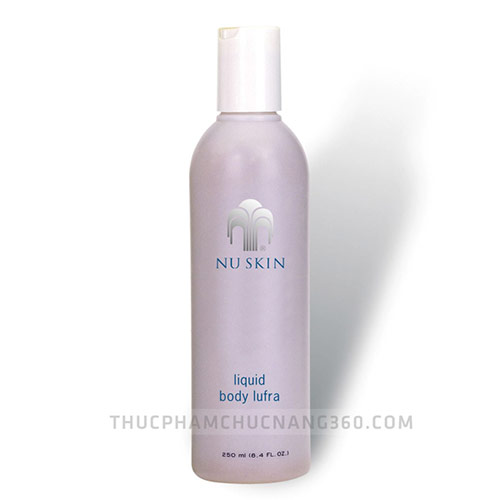 NU SKIN
liquid
body lufra
THUCPHAMCHUCNANG360.COM
250 ml (8.4 FL.OZ.)